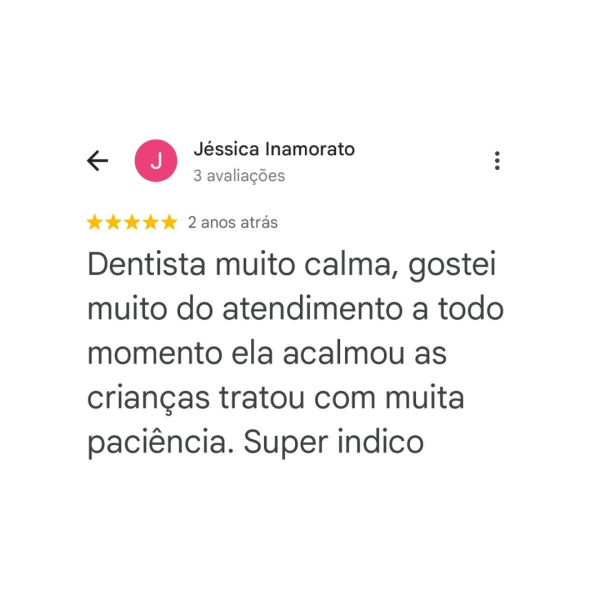 J
Jéssica Inamorato
3 avaliações
2 anos atrás
Dentista muito calma, gostei
muito do atendimento a todo
momento ela acalmou as
crianças tratou com muita
paciência. Super indico